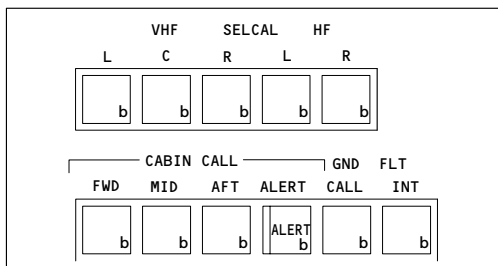 VHF SELCAL HF
L C R L R
b b b b b
CABIN CALL GND FLT
FWD MID AFT ALERT CALL INT
ALERT
b b b b b b